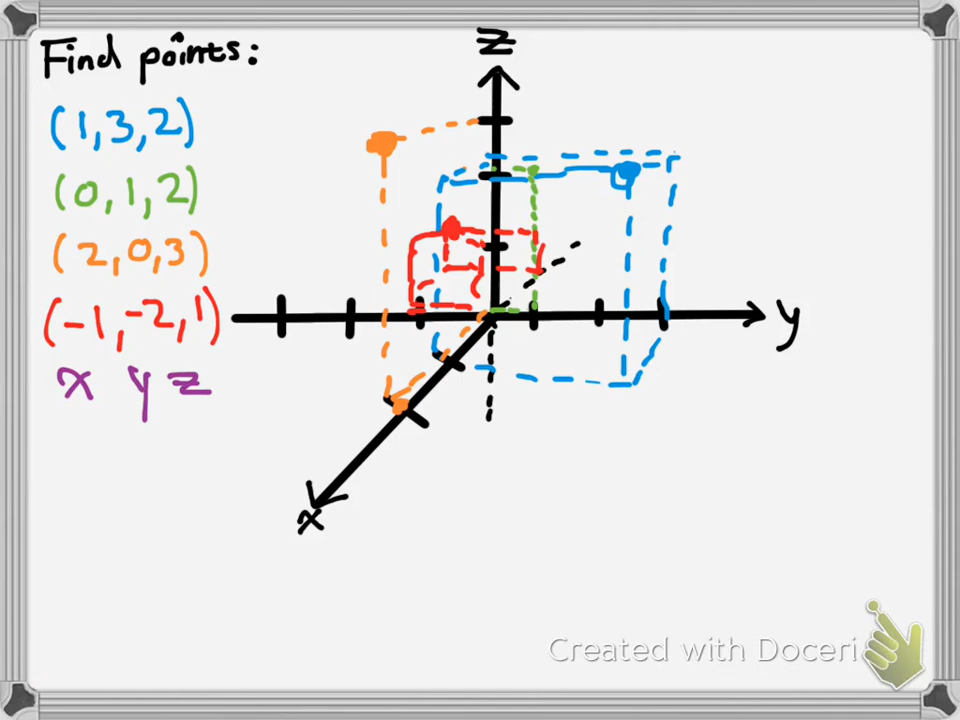 Find points:
(1,3,2)
(0,1,2)
(2,0,3)
(-1,-2,1)
x y z
z
y
x
Created with Doceri